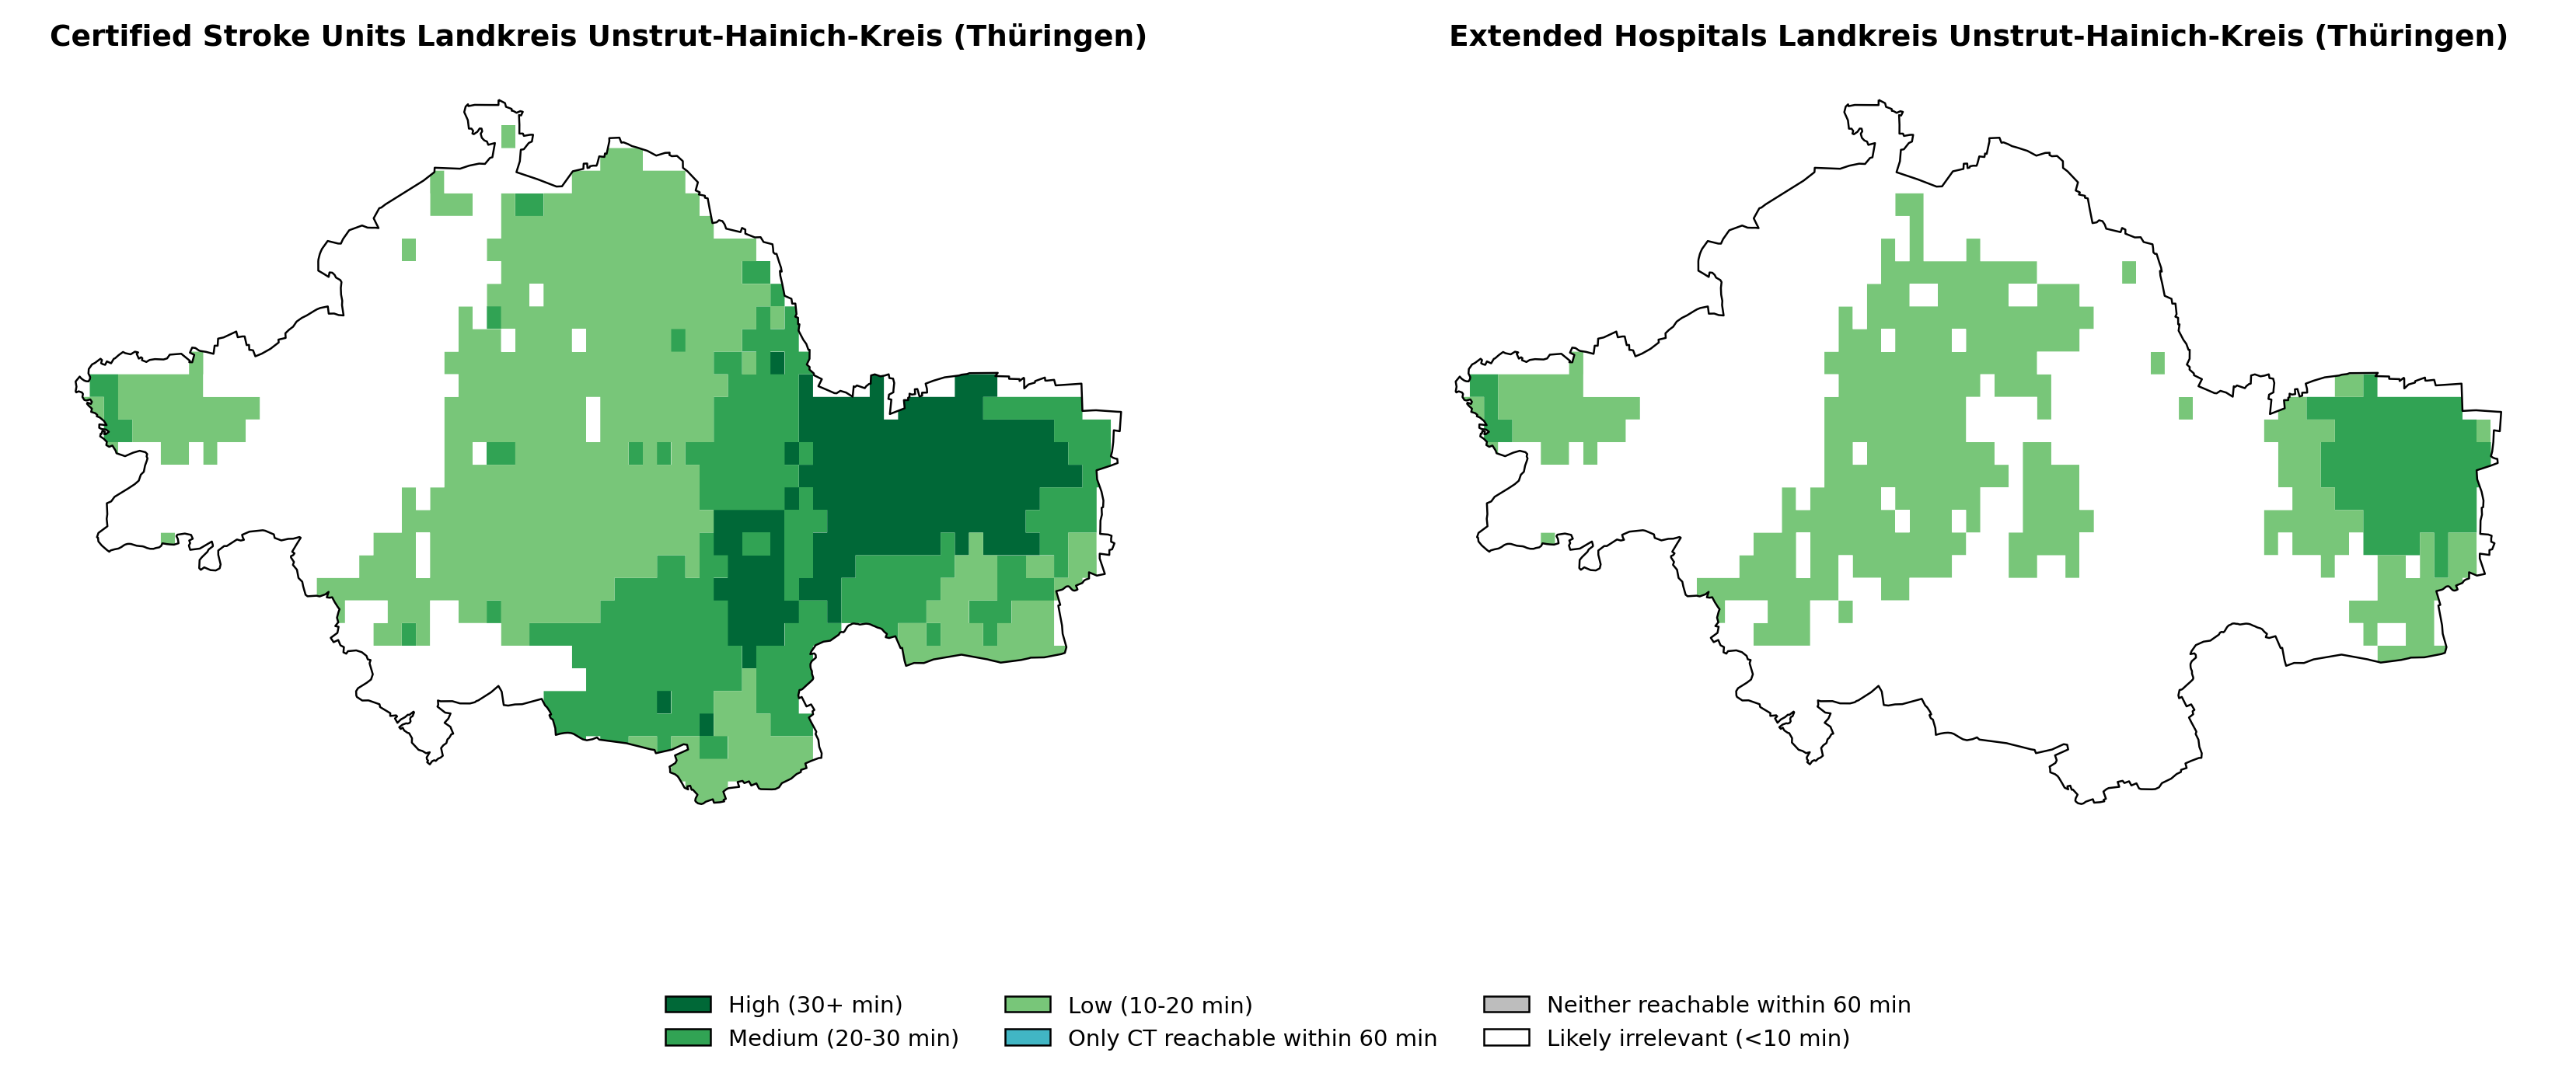 Certified Stroke Units Landkreis Unstrut-Hainich-Kreis (Thüringen)
Extended Hospitals Landkreis Unstrut-Hainich-Kreis (Thüringen)
High (30+ min)
Medium (20-30 min)
Low (10-20 min)
Only CT reachable within 60 min
Neither reachable within 60 min
Likely irrelevant (<10 min)